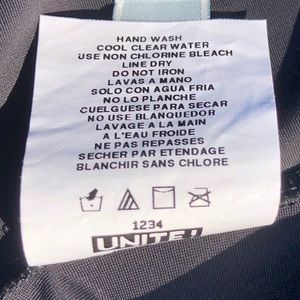 HAND WASH
COOL CLEAR WATER
USE NON CHLORINE BLEACH
LINE DRY
DO NOT IRON
LAVAS A MANO
SOLO CON AGUA FRIA
NO LO PLANCHE
CUELGUESE PARA SECAR
NO USE BLANQUEDOR
LAVAGE A LA MAIN
A L'EAU FROIDE
NE PAS REPASSES
SECHER PAR ETENDAGE
BLANCHIR SANS CHLORE
1234
UNITE!